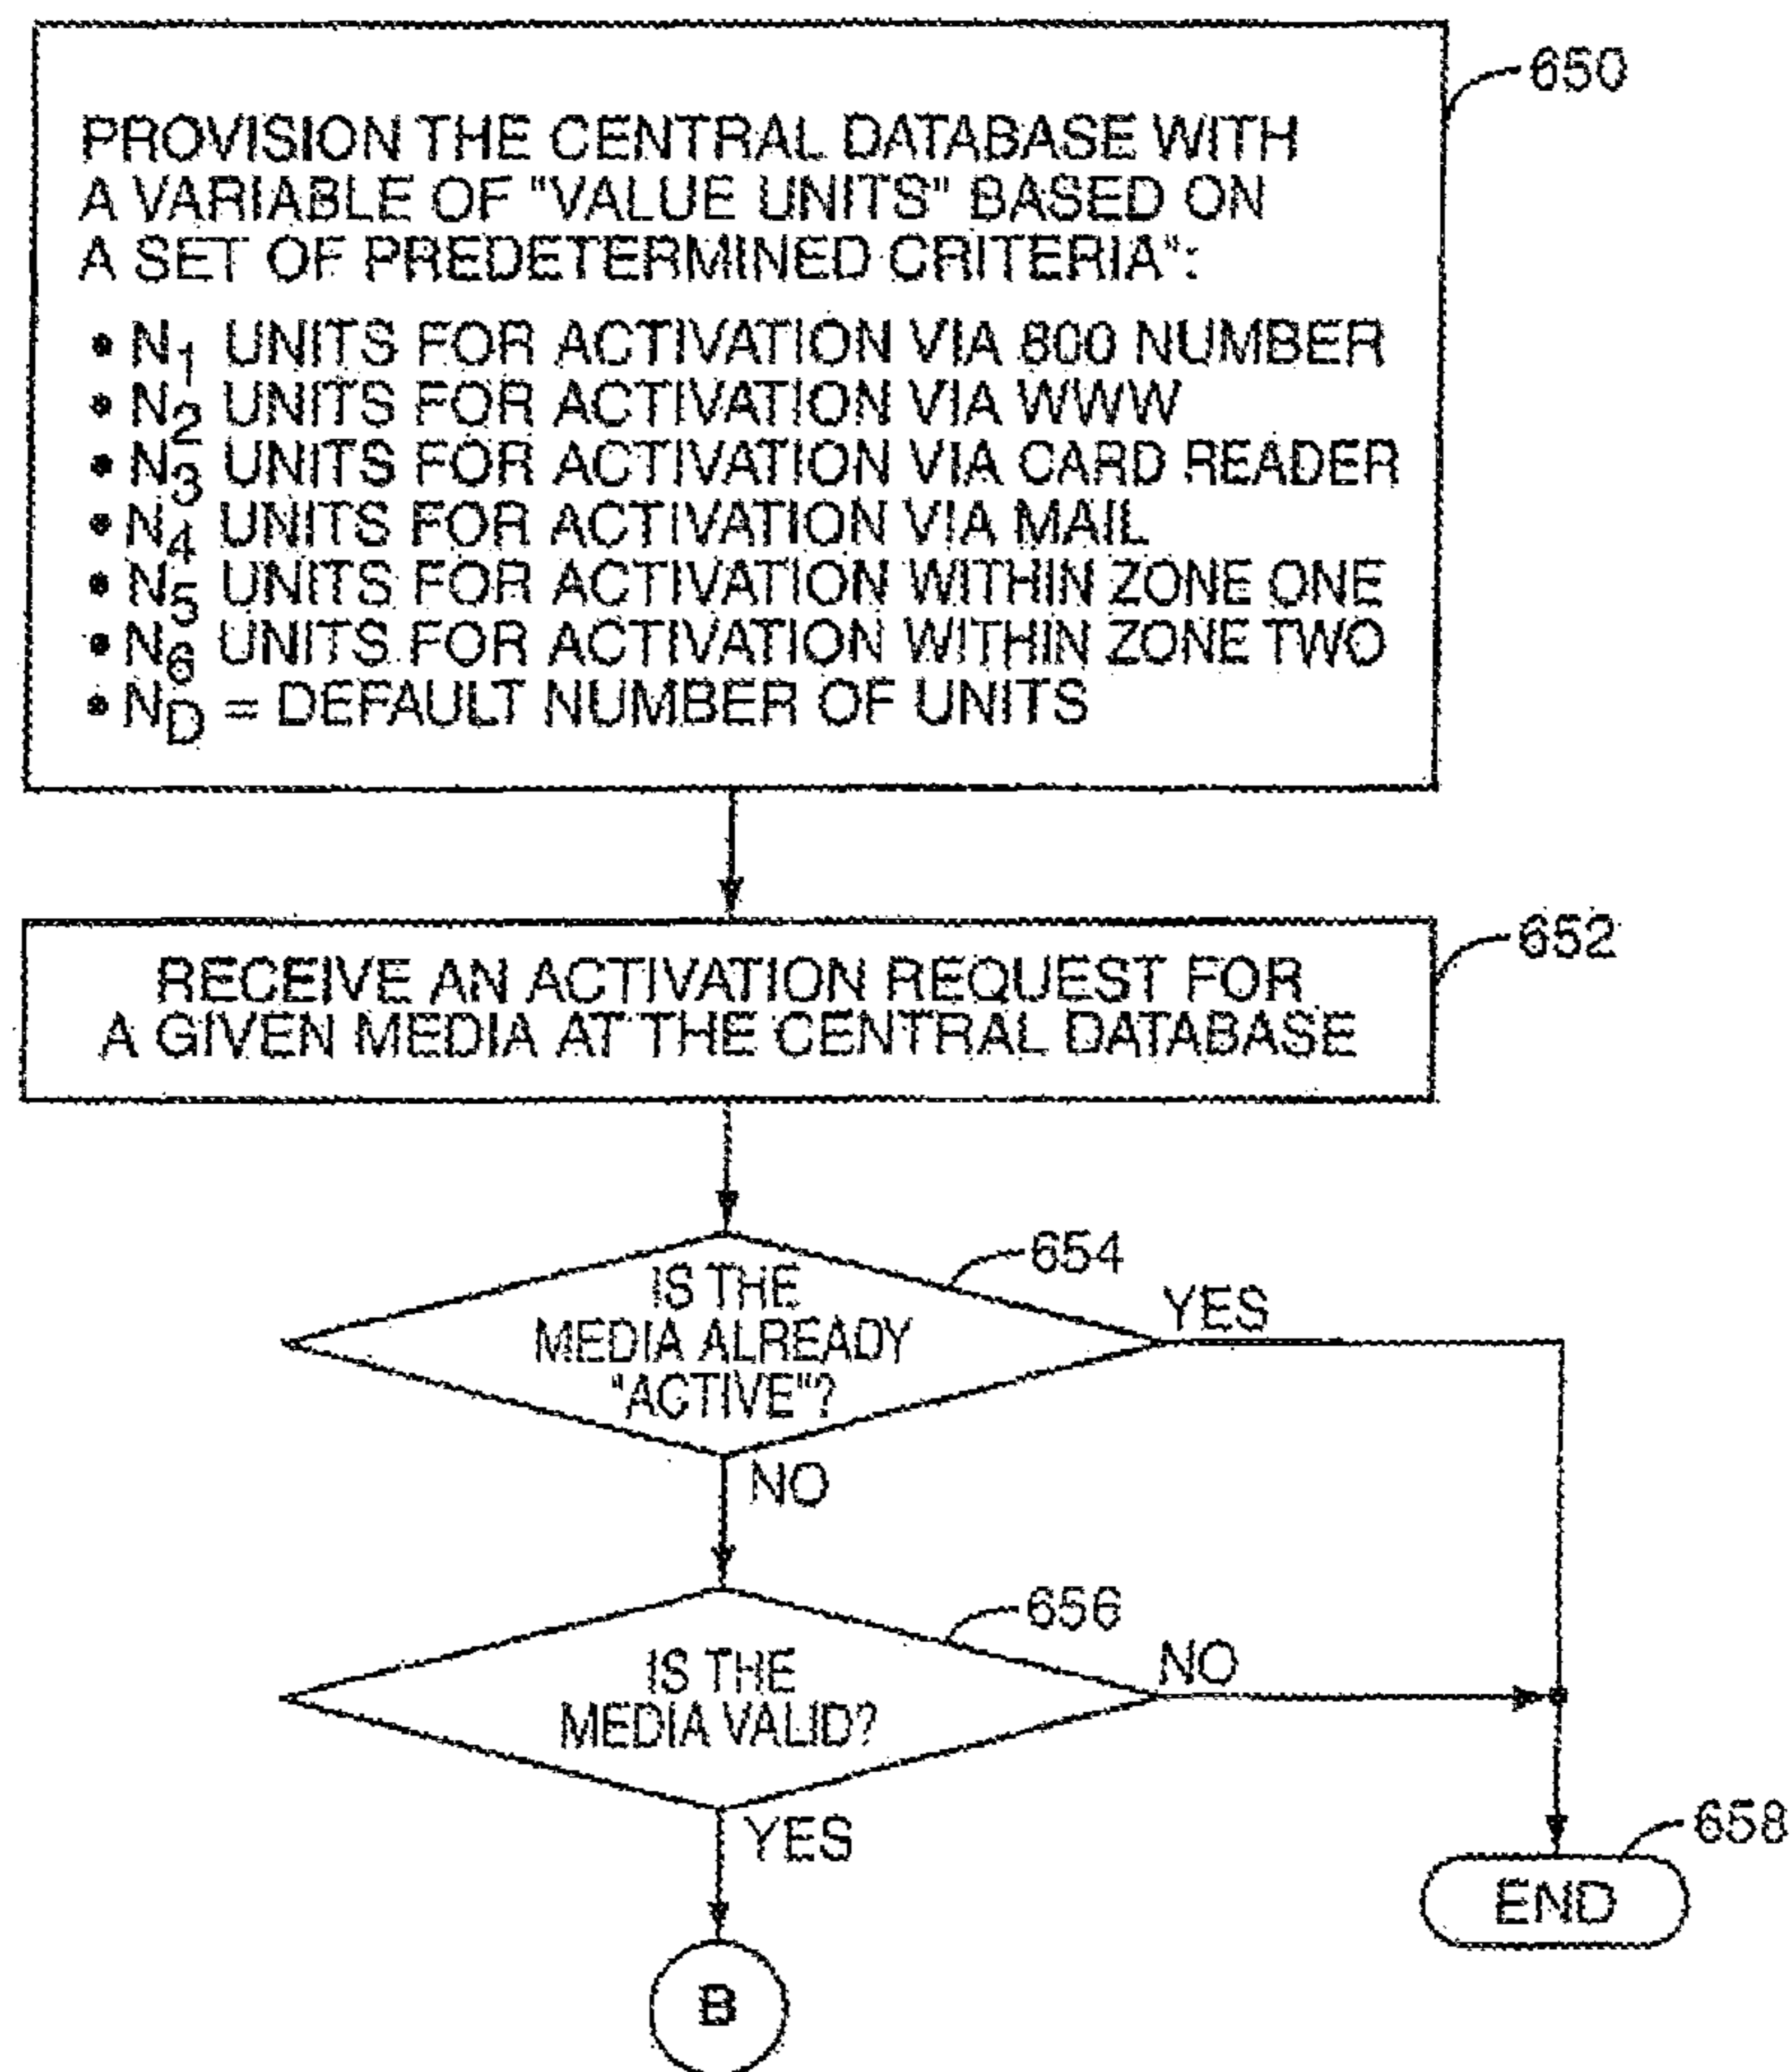 650
PROVISION THE CENTRAL DATABASE WITH
A VARIABLE OF "VALUE UNITS" BASED ON
A SET OF PREDETERMINED CRITERIA":
• N1 UNITS FOR ACTIVATION VIA 800 NUMBER
• N2 UNITS FOR ACTIVATION VIA WWW
• N3 UNITS FOR ACTIVATION VIA CARD READER
• N4 UNITS FOR ACTIVATION VIA MAIL
• N5 UNITS FOR ACTIVATION WITHIN ZONE ONE
• N6 UNITS FOR ACTIVATION WITHIN ZONE TWO
• ND = DEFAULT NUMBER OF UNITS
652
RECEIVE AN ACTIVATION REQUEST FOR
A GIVEN MEDIA AT THE CENTRAL DATABASE
654
IS THE
MEDIA ALREADY
"ACTIVE"?
YES
NO
656
IS THE
MEDIA VALID?
NO
YES
658
END
B